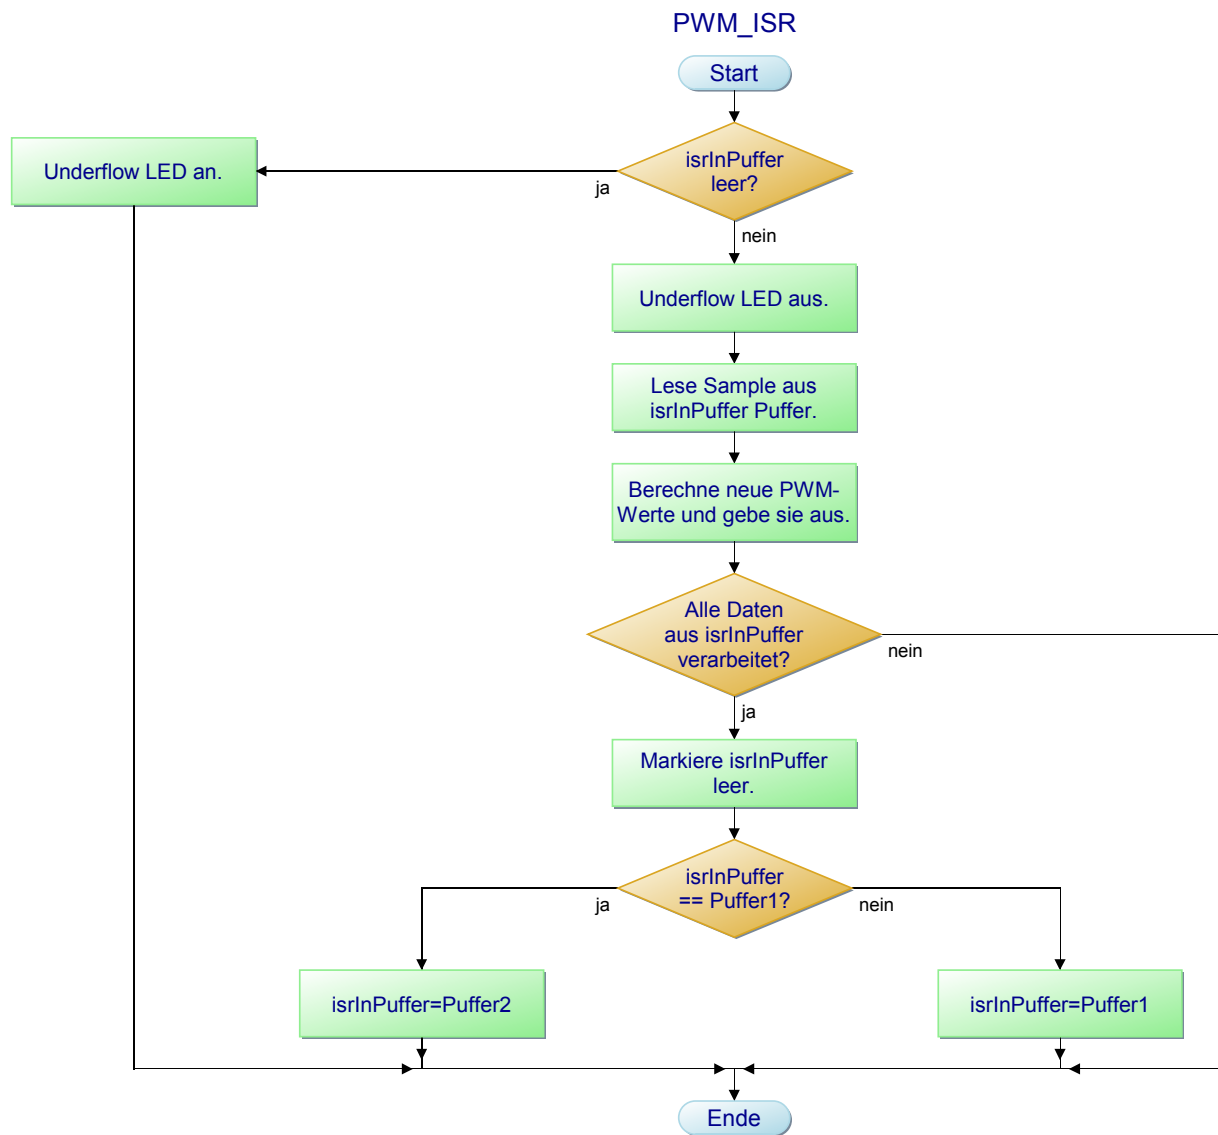 PWM_ISR
Start
isrInPuffer
leer?
Underflow LED an.
ja
nein
Underflow LED aus.
Lese Sample aus
isrInPuffer Puffer.
Berechne neue PWM-
Werte und gebe sie aus.
Alle Daten
aus isrInPuffer
verarbeitet?
nein
ja
Markiere isrInPuffer
leer.
isrInPuffer
== Puffer1?
ja
nein
isrInPuffer=Puffer2
isrInPuffer=Puffer1
Ende